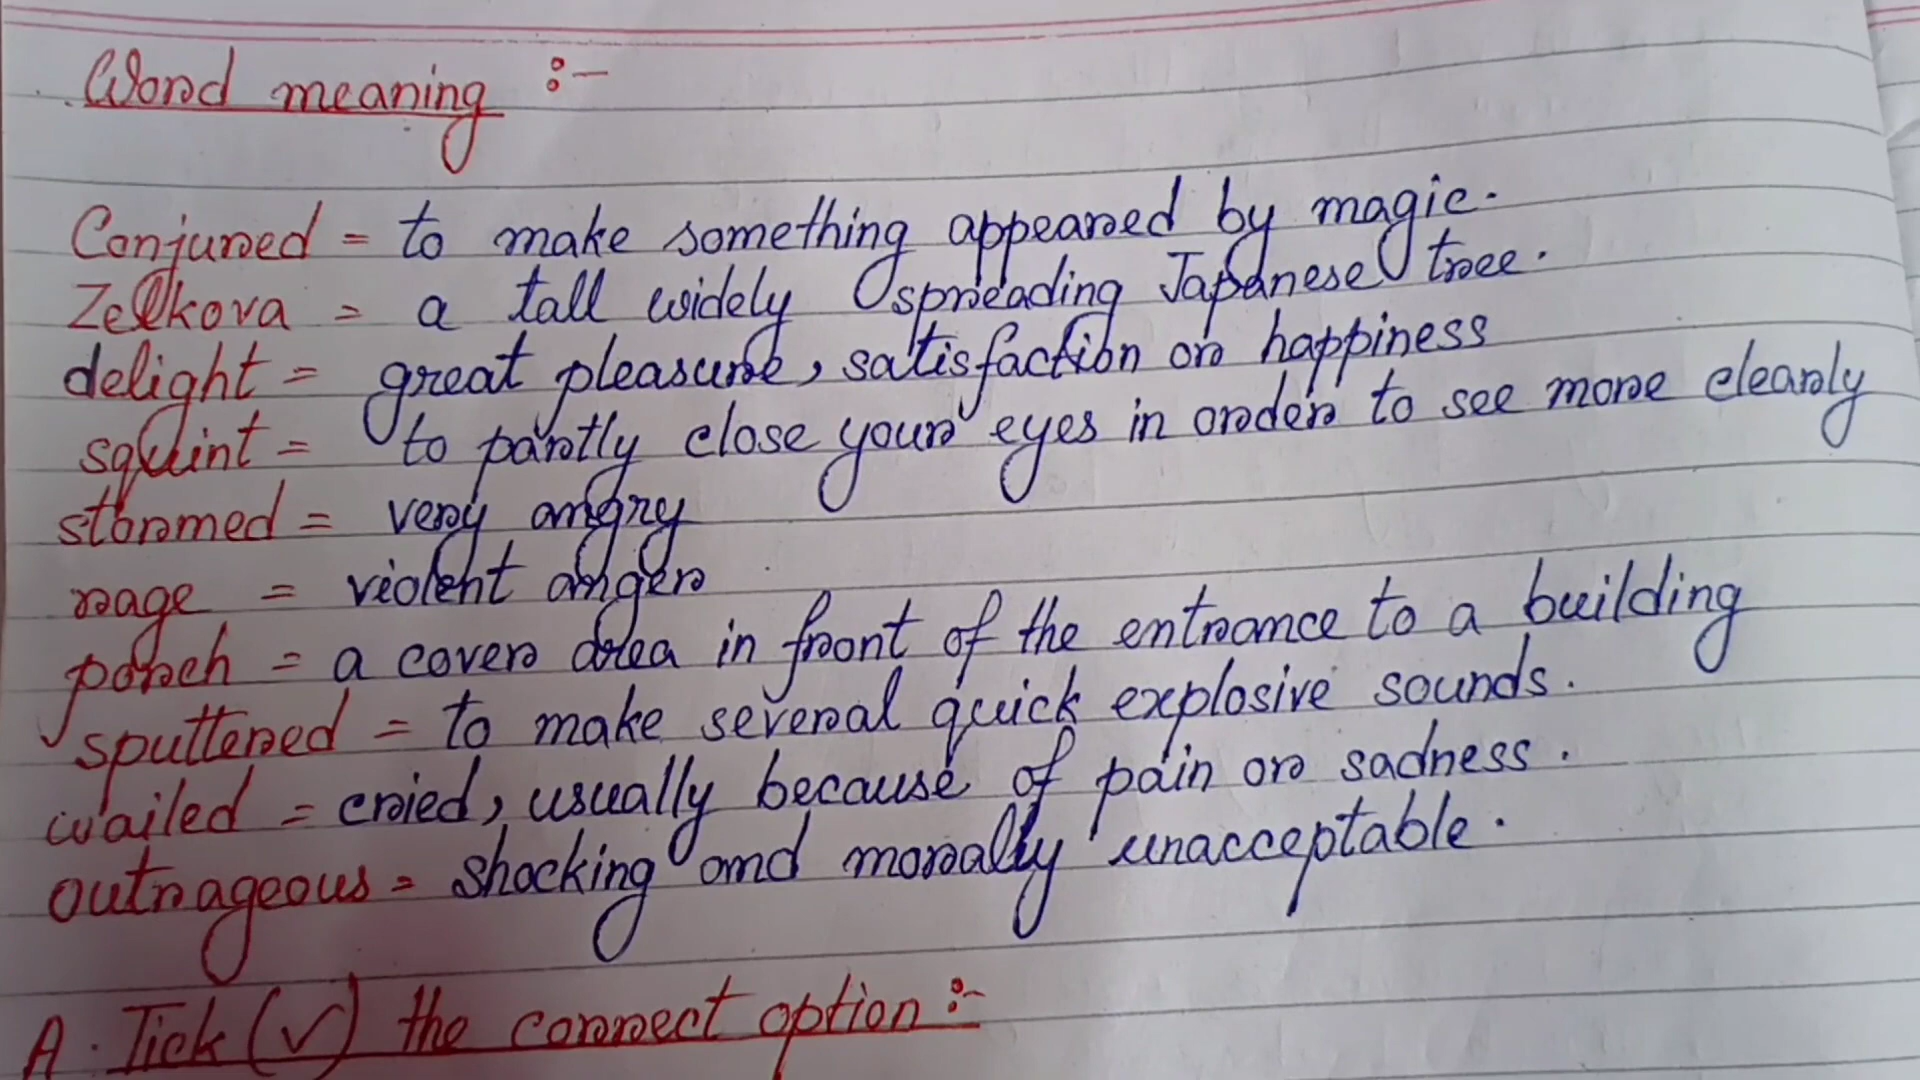 Word meaning :-
Conjured = to make something appeared by magic.
Zelkova = a tall widely spreading Japanese tree.
delight = great pleasure, satisfaction or happiness
squint = to partly close your eyes in order to see more clearly
stormed = very angry
rage = violent anger
porch = a cover area in front of the entrance to a building
sputtered = to make several quick explosive sounds.
wailed = cried, usually because of pain or sadness.
outrageous = shocking and morally unacceptable.
A. Tick (✓) the correct option :-